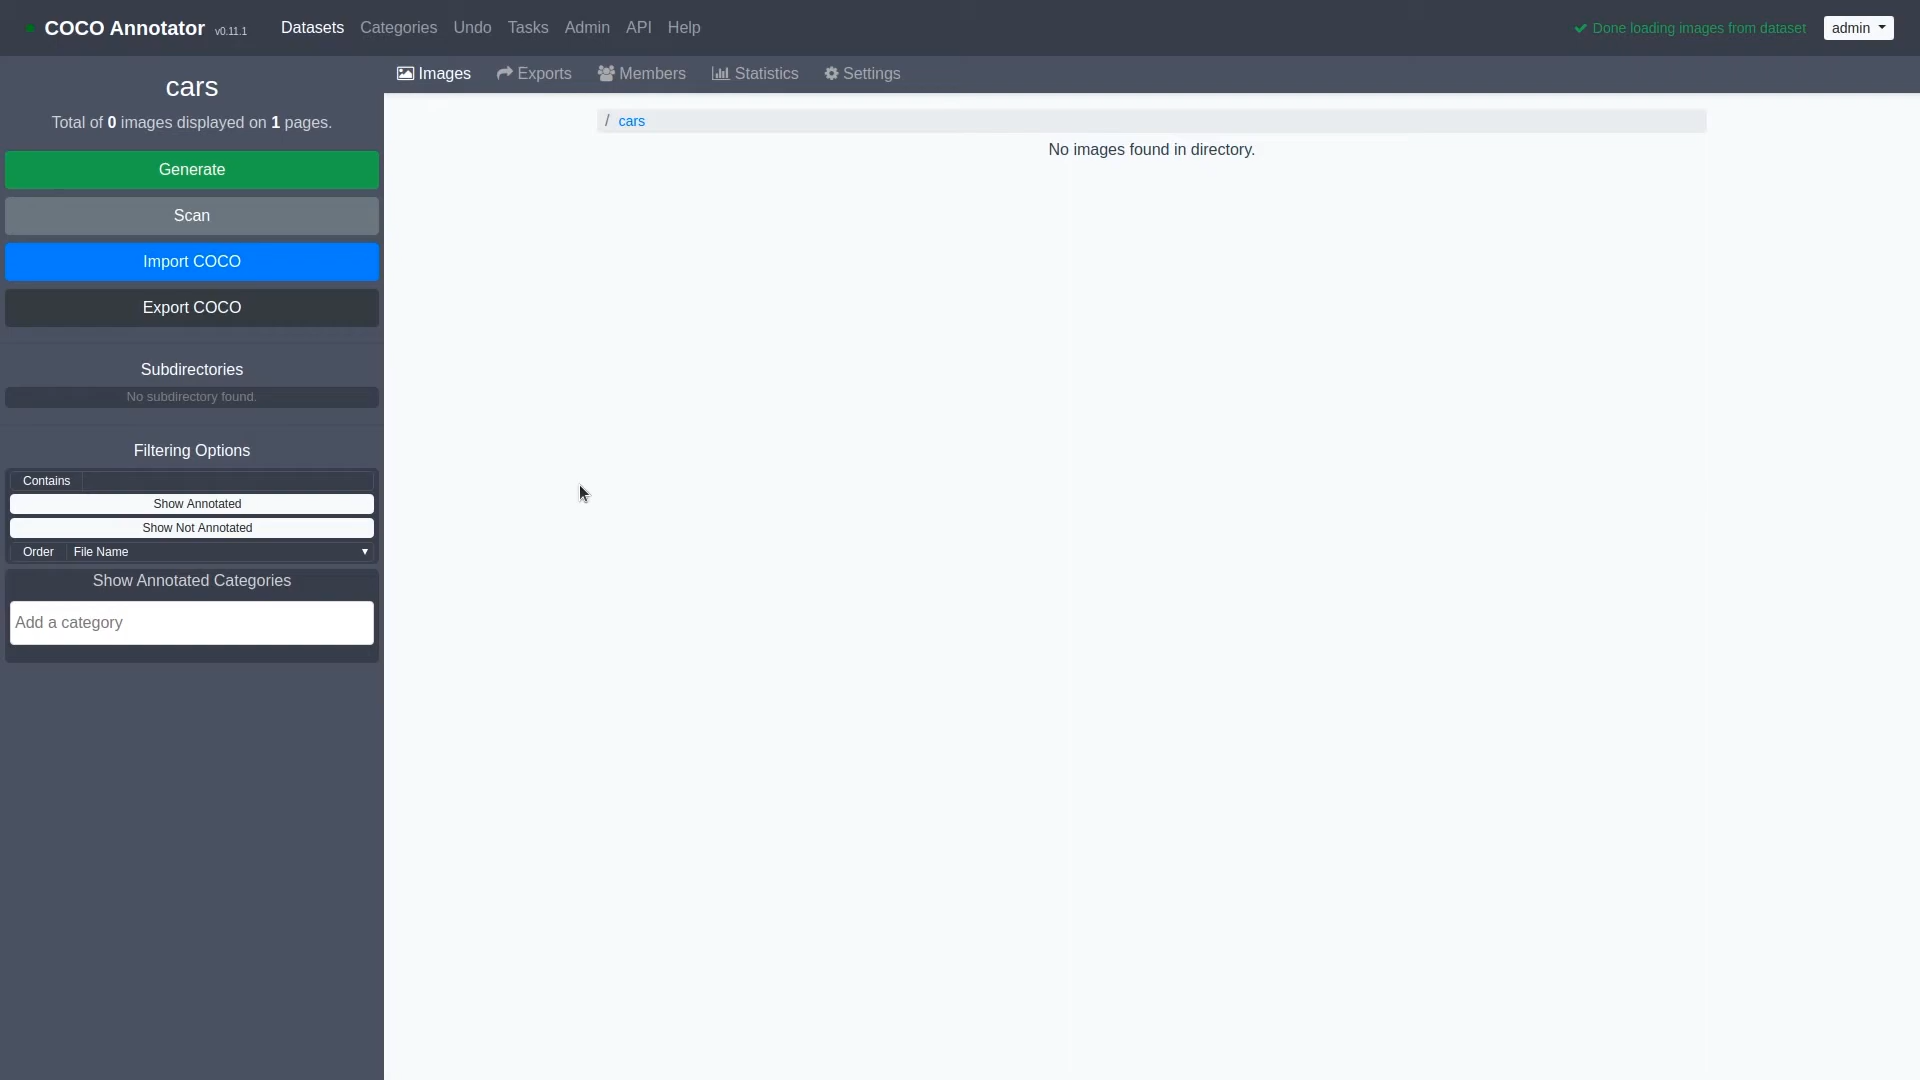 COCO Annotator v0.11.1 Datasets Categories Undo Tasks Admin API Help Done loading images from dataset admin
Images Exports Members Statistics Settings
cars
Total of 0 images displayed on 1 pages.
Generate
Scan
Import COCO
Export COCO
Subdirectories
No subdirectory found.
Filtering Options
Contains
Show Annotated
Show Not Annotated
Order File Name
Show Annotated Categories
Add a category
/ cars
No images found in directory.